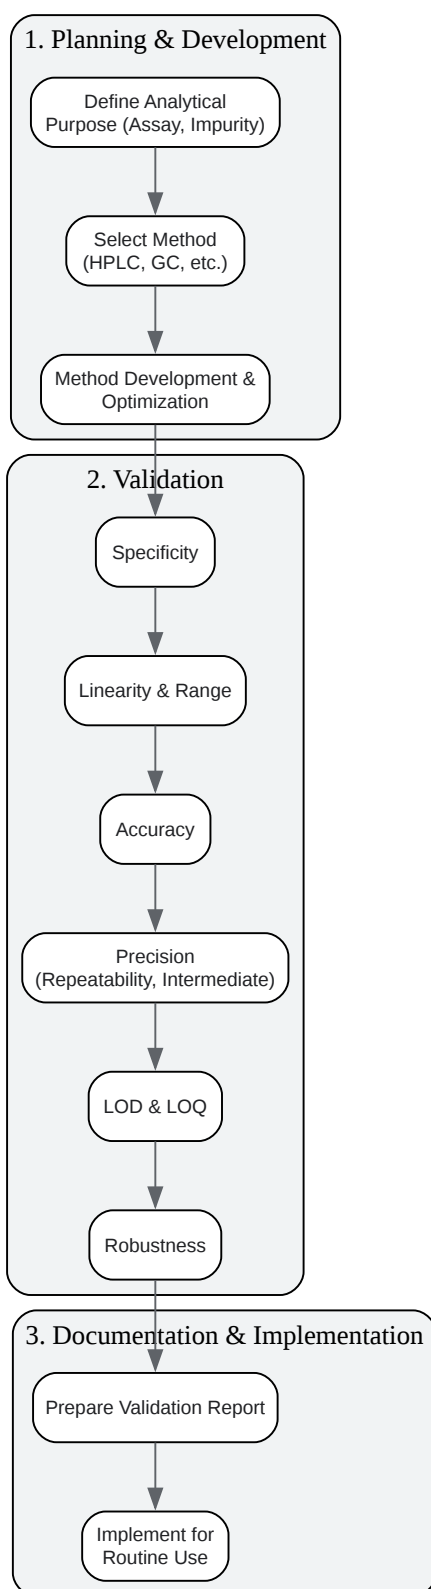 1. Planning & Development
Define Analytical
Purpose (Assay, Impurity)
Select Method
(HPLC, GC, etc.)
Method Development &
Optimization
2. Validation
Specificity
Linearity & Range
Accuracy
Precision
(Repeatability, Intermediate)
LOD & LOQ
Robustness
3. Documentation & Implementation
Prepare Validation Report
Implement for
Routine Use